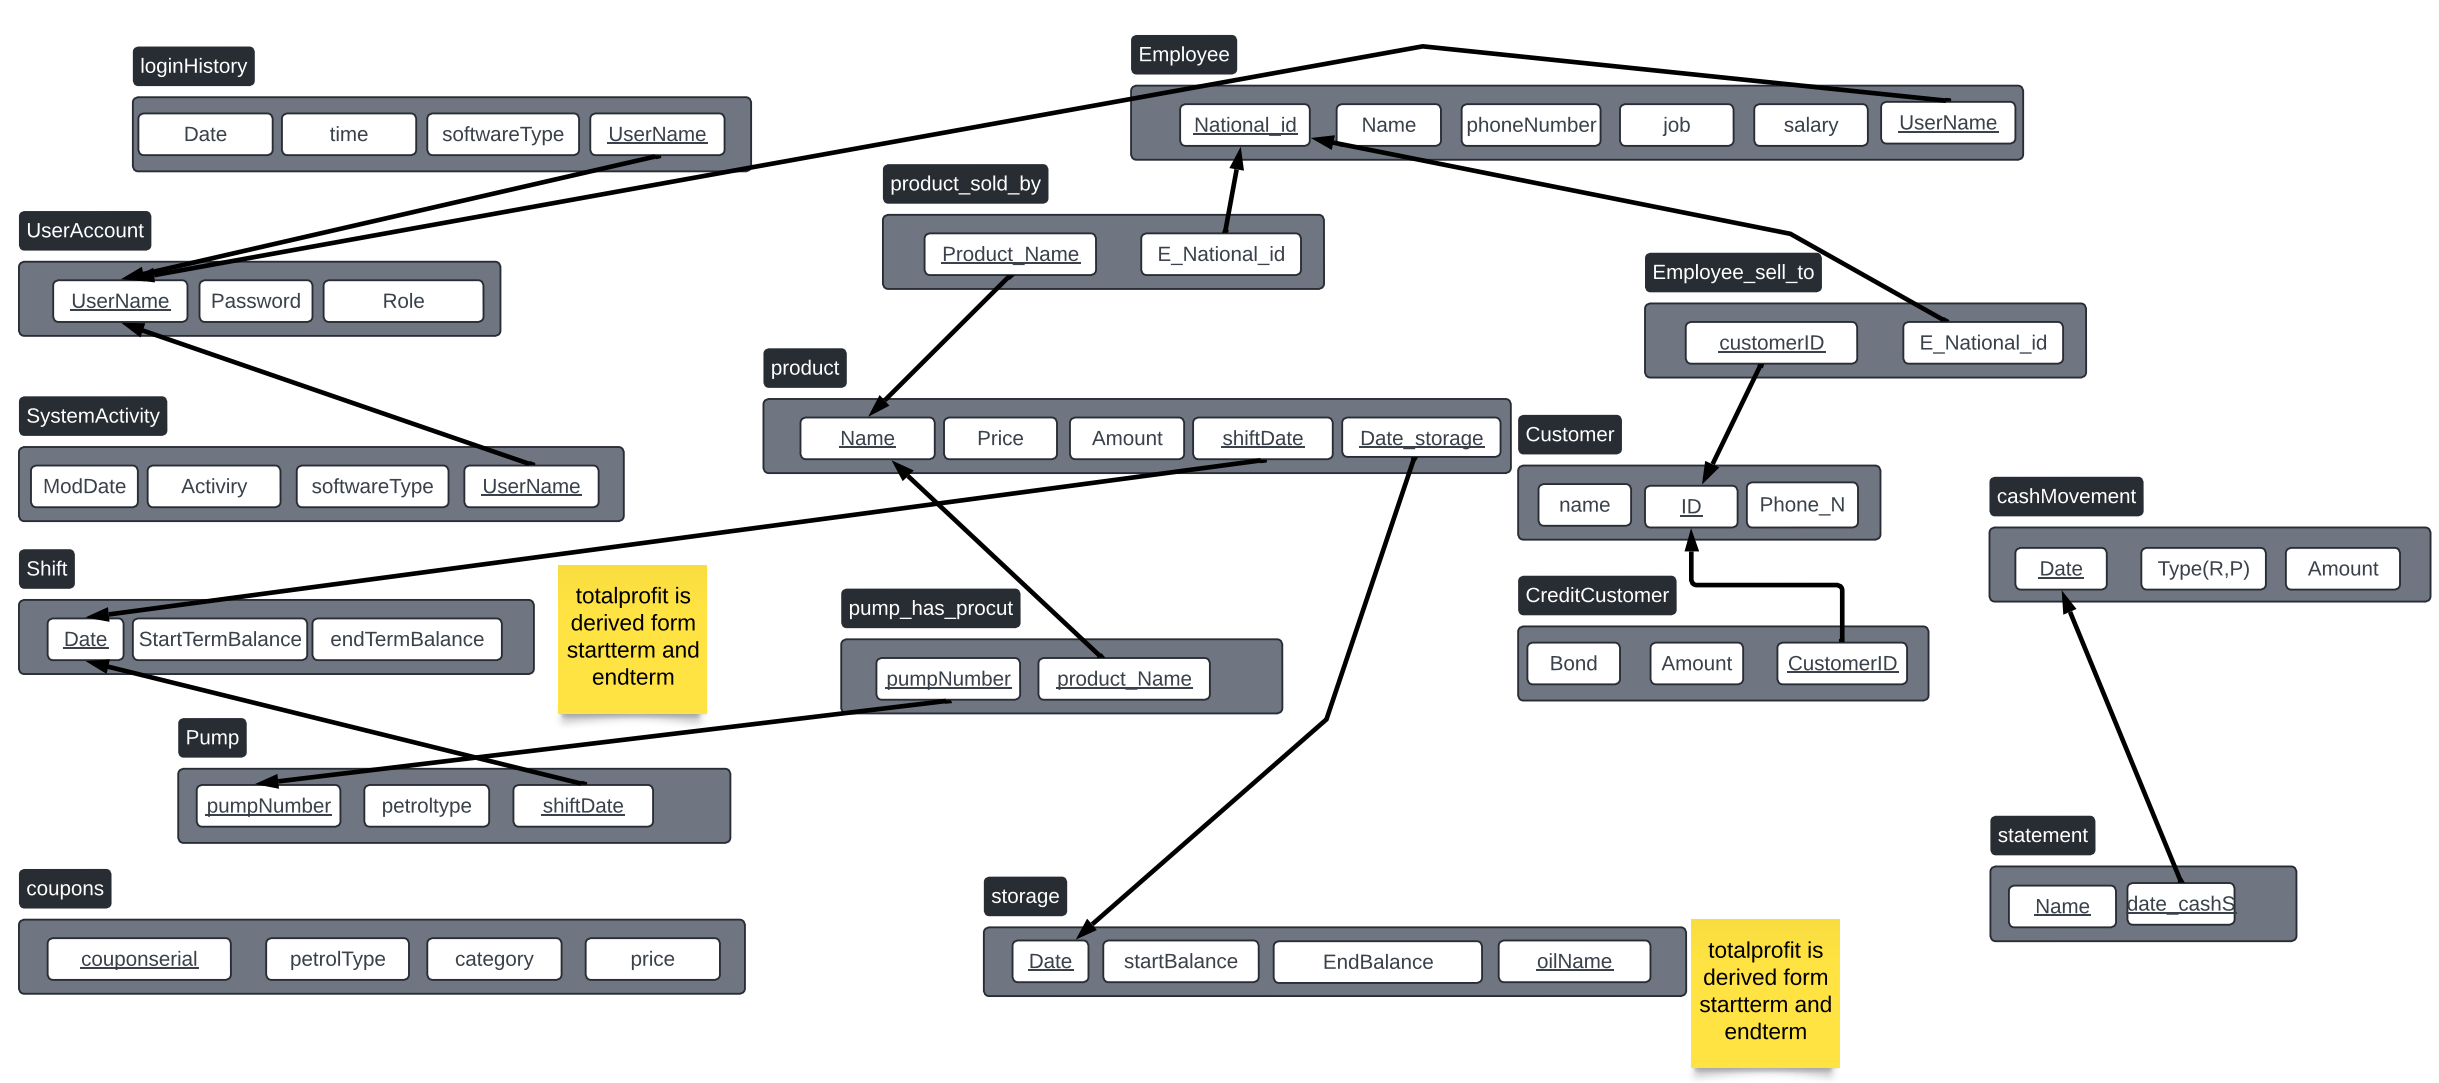 loginHistory
Date time softwareType UserName
Employee
National_id Name phoneNumber job salary UserName
product_sold_by
Product_Name E_National_id
UserAccount
UserName Password Role
Employee_sell_to
customerID E_National_id
product
Name Price Amount shiftDate Date_storage
SystemActivity
ModDate Activiry softwareType UserName
Customer
name ID Phone_N
cashMovement
Date Type(R,P) Amount
Shift
Date StartTermBalance endTermBalance
totalprofit is
derived form
startterm and
endterm
pump_has_procut
pumpNumber product_Name
CreditCustomer
Bond Amount CustomerID
Pump
pumpNumber petroltype shiftDate
statement
Name date_cashS
coupons
couponserial petrolType category price
storage
Date startBalance EndBalance oilName
totalprofit is
derived form
startterm and
endterm